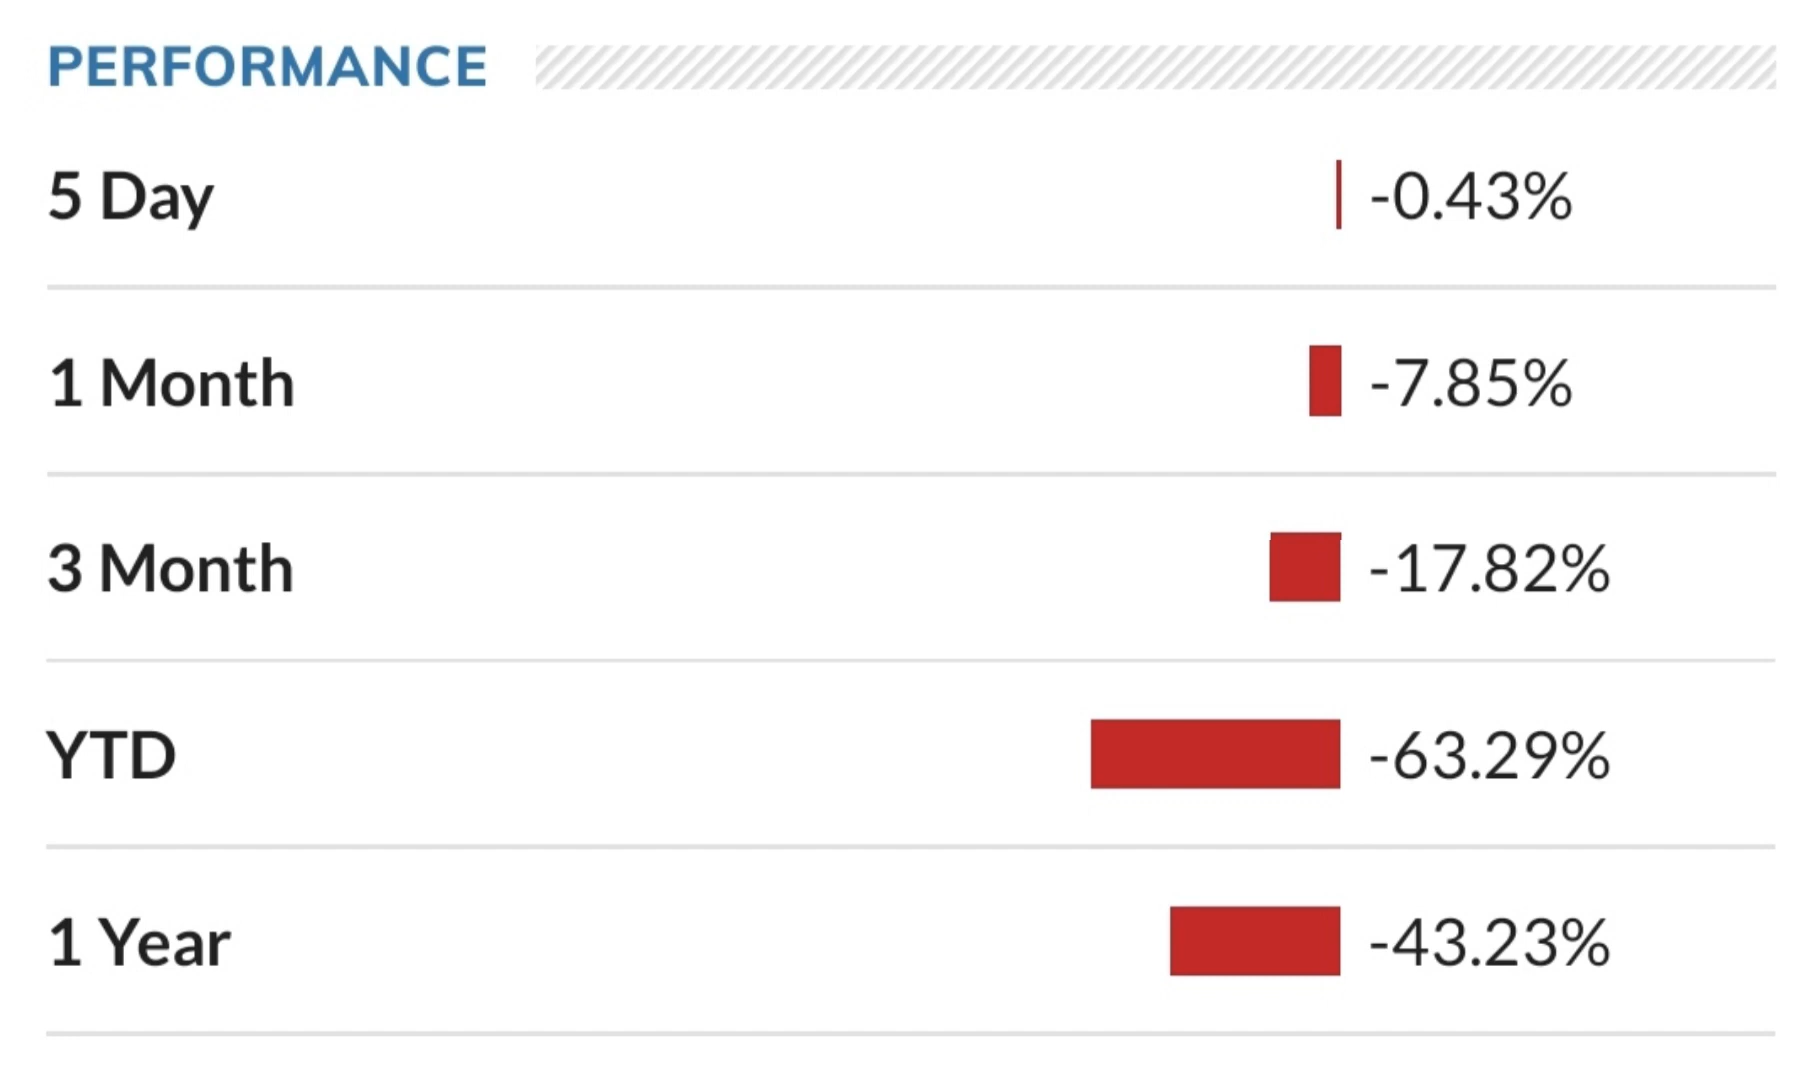 PERFORMANCE
5 Day -0.43%
1 Month -7.85%
3 Month -17.82%
YTD -63.29%
1 Year -43.23%